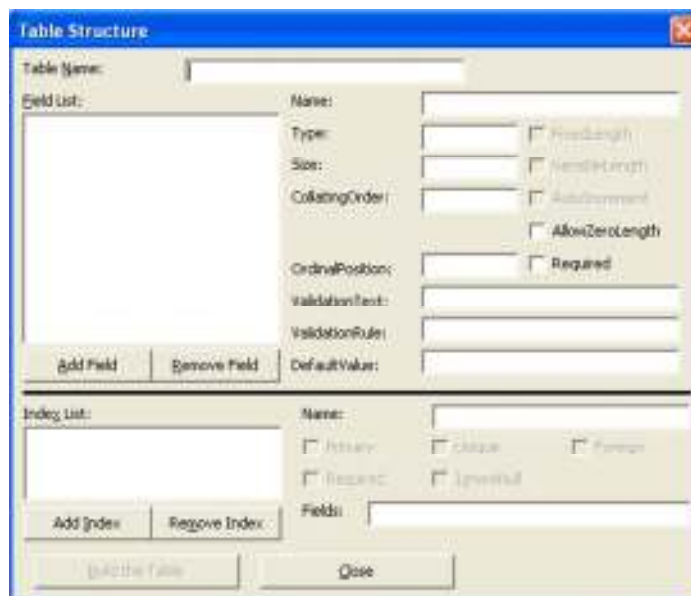 Table Structure
Table Name:
Field List:
Name:
Type:
FixedLength
Size:
VariableLength
CollatingOrder:
AutoIncrement
AllowZeroLength
OrdinalPosition:
Required
ValidationText:
ValidationRule:
Add Field
Remove Field
DefaultValue:
Index List:
Name:
Primary
Unique
Foreign
Required
IgnoreNull
Add Index
Remove Index
Fields:
Build the Table
Close